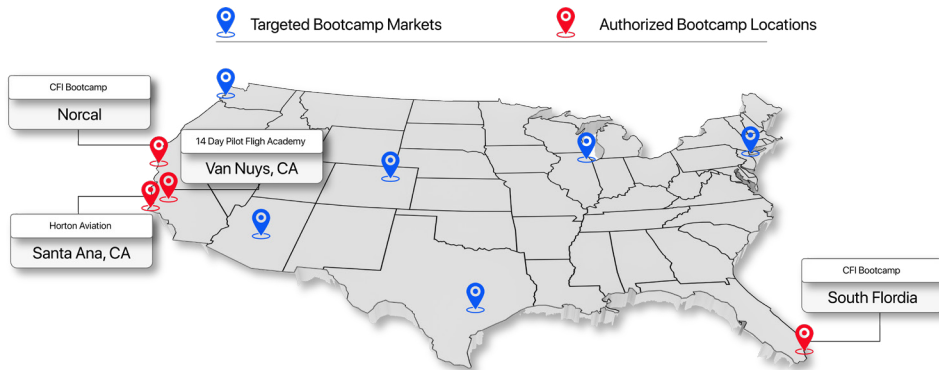 Targeted Bootcamp Markets
Authorized Bootcamp Locations
CFI Bootcamp
Norcal
14 Day Pilot Fligh Academy
Van Nuys, CA
Horton Aviation
Santa Ana, CA
CFI Bootcamp
South Flordia